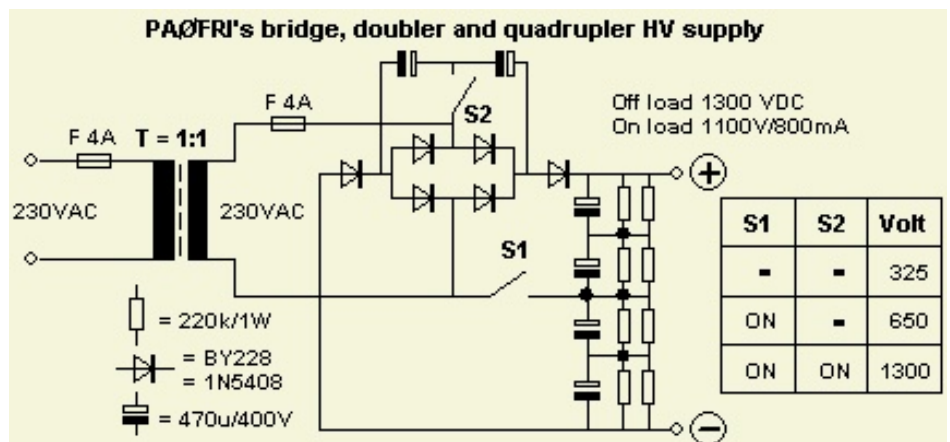 PAØFRI's bridge, doubler and quadrupler HV supply
F 4A
F 4A
T = 1:1
S2
Off load 1300 VDC
On load 1100V/800mA
+
230VAC
230VAC
S1
S1 S2 Volt
- - 325
ON - 650
ON ON 1300
= 220k/1W
= BY228
= 1N5408
= 470u/400V
−